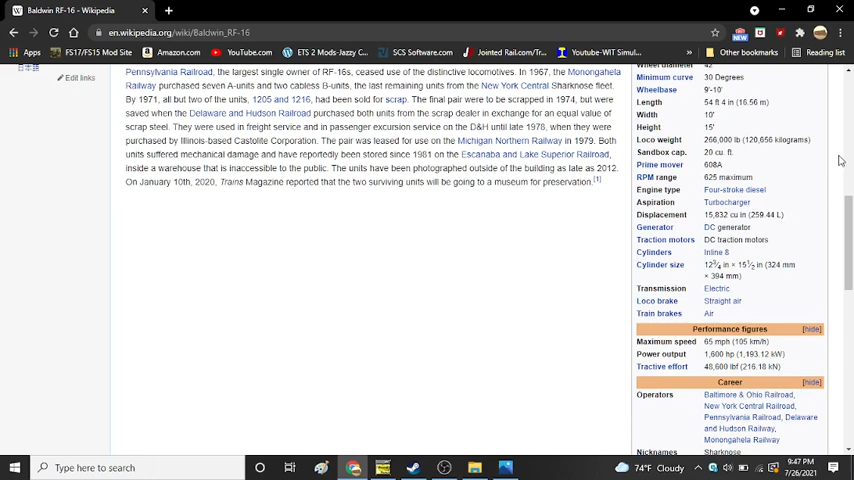 Baldwin RF-16 - Wikipedia
en.wikipedia.org/wiki/Baldwin_RF-16
Apps FS17/FS15 Mod Site Amazon.com YouTube.com ETS 2 Mods-Jazzy C... SCS Software.com Jointed Rail.com/Tr... Youtube-WIT Simul... Other bookmarks Reading list
日本語
Edit links
Pennsylvania Railroad, the largest single owner of RF-16s, ceased use of the distinctive locomotives. In 1967, the Monongahela
Railway purchased seven A-units and two cabless B-units, the last remaining units from the New York Central Sharknose fleet.
By 1971, all but two of the units, 1205 and 1216, had been sold for scrap. The final pair were to be scrapped in 1974, but were
saved when the Delaware and Hudson Railroad purchased both units from the scrap dealer in exchange for an equal value of
scrap steel. They were used in freight service and in passenger excursion service on the D&H until late 1978, when they were
purchased by Illinois-based Castolite Corporation. The pair was leased for use on the Michigan Northern Railway in 1979. Both
units suffered mechanical damage and have reportedly been stored since 1981 on the Escanaba and Lake Superior Railroad,
inside a warehouse that is inaccessible to the public. The units have been photographed outside of the building as late as 2012.
On January 10th, 2020, Trains Magazine reported that the two surviving units will be going to a museum for preservation.[1]
Wheel diameter 42"
Minimum curve 30 Degrees
Wheelbase 9'-10'
Length 54 ft 4 in (16.56 m)
Width 10'
Height 15'
Loco weight 266,000 lb (120,656 kilograms)
Sandbox cap. 20 cu. ft.
Prime mover 608A
RPM range 625 maximum
Engine type Four-stroke diesel
Aspiration Turbocharger
Displacement 15,832 cu in (259.44 L)
Generator DC generator
Traction motors DC traction motors
Cylinders Inline 8
Cylinder size 12 3⁄4 in × 15 1⁄2 in (324 mm
× 394 mm)
Transmission Electric
Loco brake Straight air
Train brakes Air
Performance figures [hide]
Maximum speed 65 mph (105 km/h)
Power output 1,600 hp (1,193.12 kW)
Tractive effort 48,600 lbf (216.18 kN)
Career [hide]
Operators Baltimore & Ohio Railroad,
New York Central Railroad,
Pennsylvania Railroad, Delaware
and Hudson Railway,
Monongahela Railway
Nicknames Sharknose
Type here to search
74°F Cloudy
9:47 PM
7/26/2021